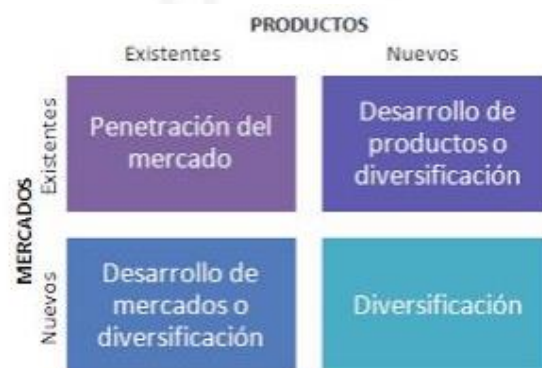 PRODUCTOS
Existentes
Nuevos
MERCADOS
Existentes
Penetración del
mercado
Desarrollo de
productos o
diversificación
Nuevos
Desarrollo de
mercados o
diversificación
Diversificación